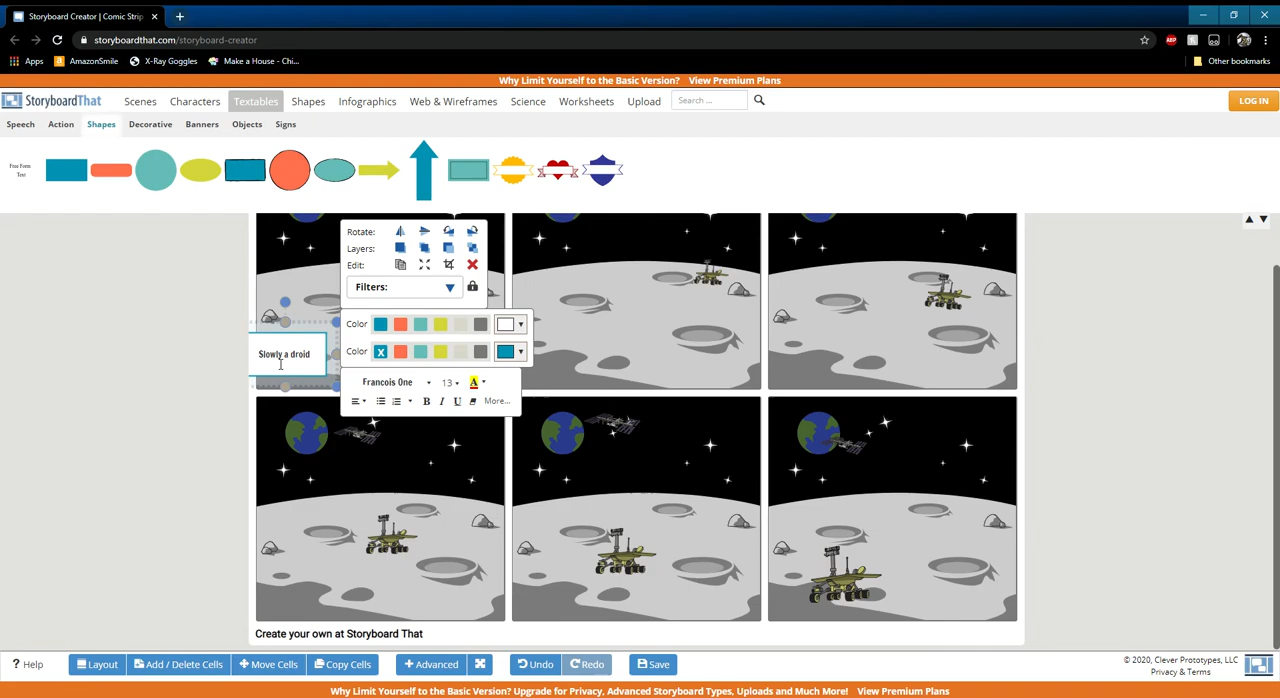 Storyboard Creator | Comic Strip
storyboardthat.com/storyboard-creator
ABP
Apps AmazonSmile X-Ray Goggles Make a House - Chi... Other bookmarks
Why Limit Yourself to the Basic Version? View Premium Plans
StoryboardThat Scenes Characters Textables Shapes Infographics Web & Wireframes Science Worksheets Upload Search ... LOG IN
Speech Action Shapes Decorative Banners Objects Signs
Free Form
Text
Rotate:
Layers:
Edit:
Filters:
Color
Slowly a droid
Color X
Francois One 13 A
B I U More...
Create your own at Storyboard That
? Help Layout Add / Delete Cells Move Cells Copy Cells + Advanced Undo Redo Save
© 2020, Clever Prototypes, LLC
Privacy & Terms
Why Limit Yourself to the Basic Version? Upgrade for Privacy, Advanced Storyboard Types, Uploads and Much More! View Premium Plans